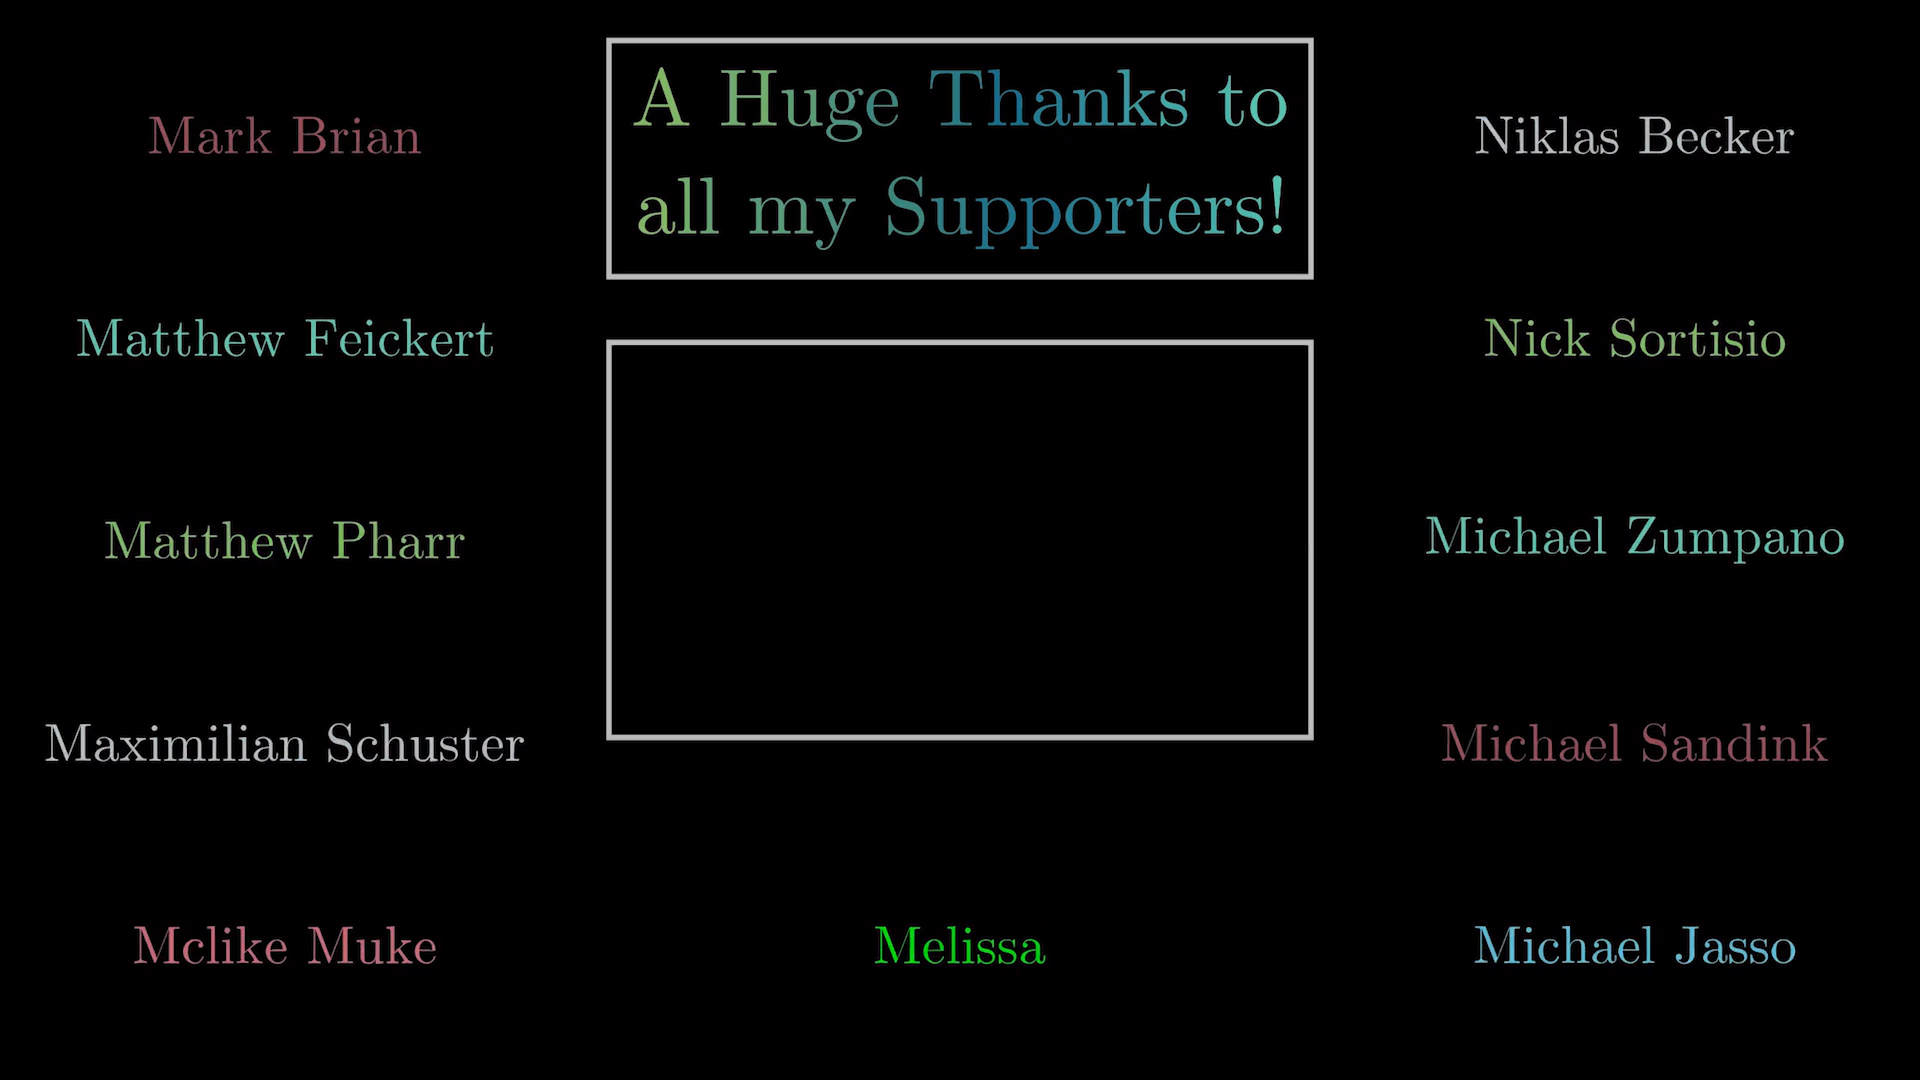 A Huge Thanks to
all my Supporters!
Mark Brian
Matthew Feickert
Matthew Pharr
Maximilian Schuster
Mclike Muke
Melissa
Niklas Becker
Nick Sortisio
Michael Zumpano
Michael Sandink
Michael Jasso